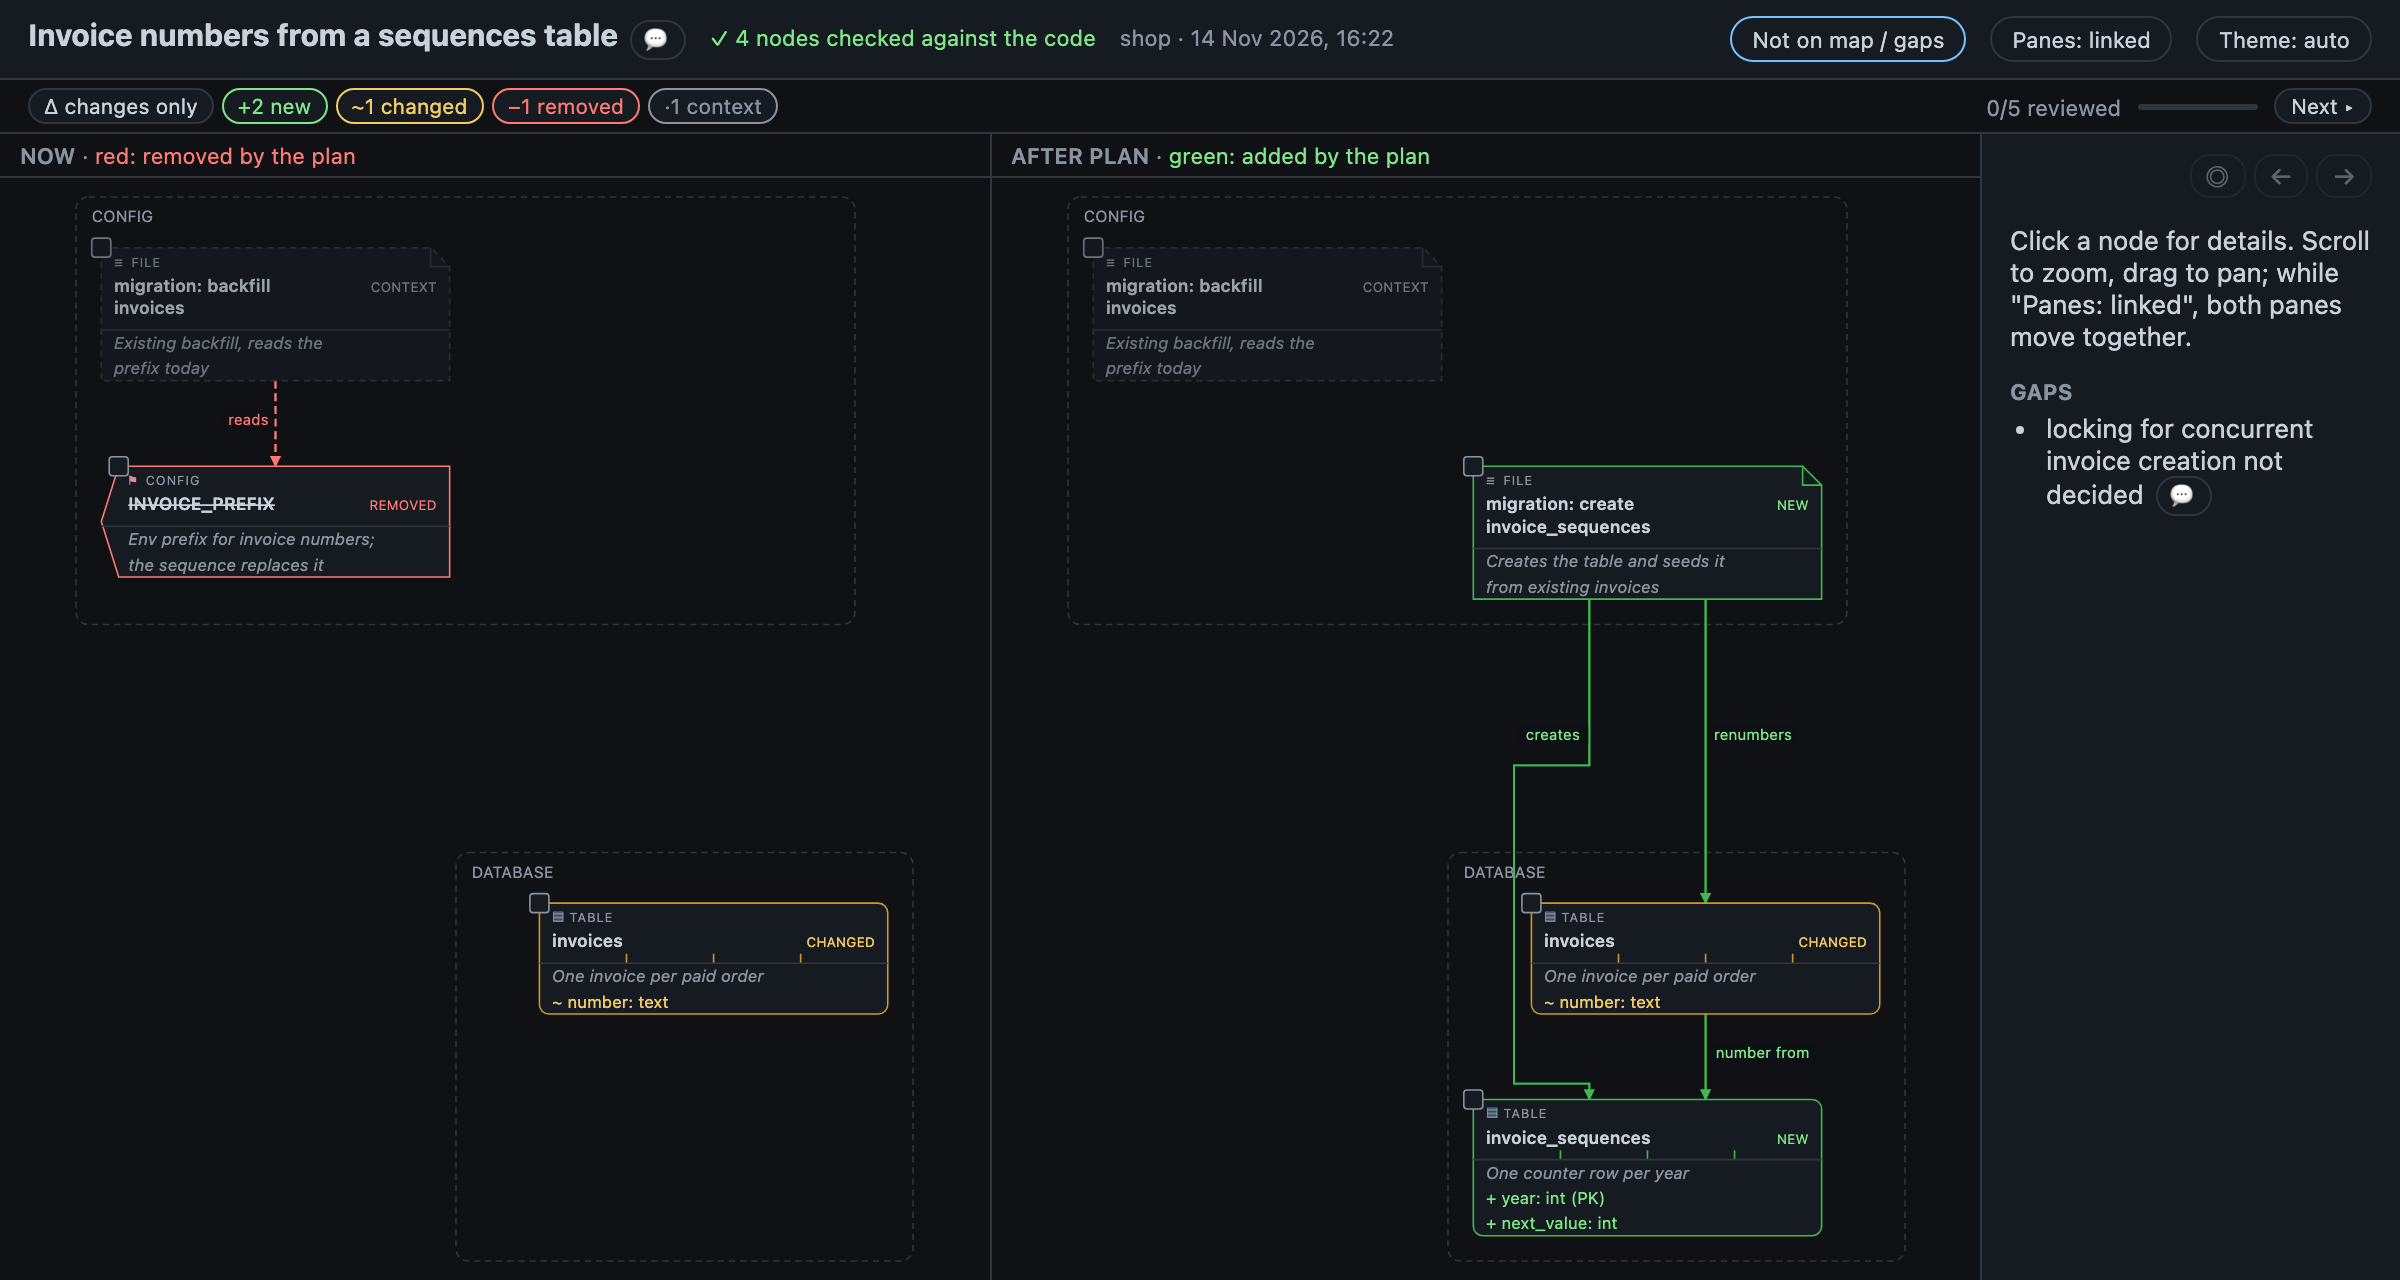 Invoice numbers from a sequences table
✓ 4 nodes checked against the code
shop · 14 Nov 2026, 16:22
Not on map / gaps
Panes: linked
Theme: auto
Δ changes only
+2 new
~1 changed
−1 removed
·1 context
0/5 reviewed
Next ▸
NOW · red: removed by the plan
CONFIG
≡ FILE
migration: backfill
invoices
CONTEXT
Existing backfill, reads the
prefix today
reads
CONFIG
INVOICE_PREFIX
REMOVED
Env prefix for invoice numbers;
the sequence replaces it
DATABASE
TABLE
invoices
CHANGED
One invoice per paid order
~ number: text
AFTER PLAN · green: added by the plan
CONFIG
≡ FILE
migration: backfill
invoices
CONTEXT
Existing backfill, reads the
prefix today
≡ FILE
migration: create
invoice_sequences
NEW
Creates the table and seeds it
from existing invoices
creates
renumbers
DATABASE
TABLE
invoices
CHANGED
One invoice per paid order
~ number: text
number from
TABLE
invoice_sequences
NEW
One counter row per year
+ year: int (PK)
+ next_value: int
Click a node for details. Scroll
to zoom, drag to pan; while
"Panes: linked", both panes
move together.
GAPS
• locking for concurrent
invoice creation not
decided